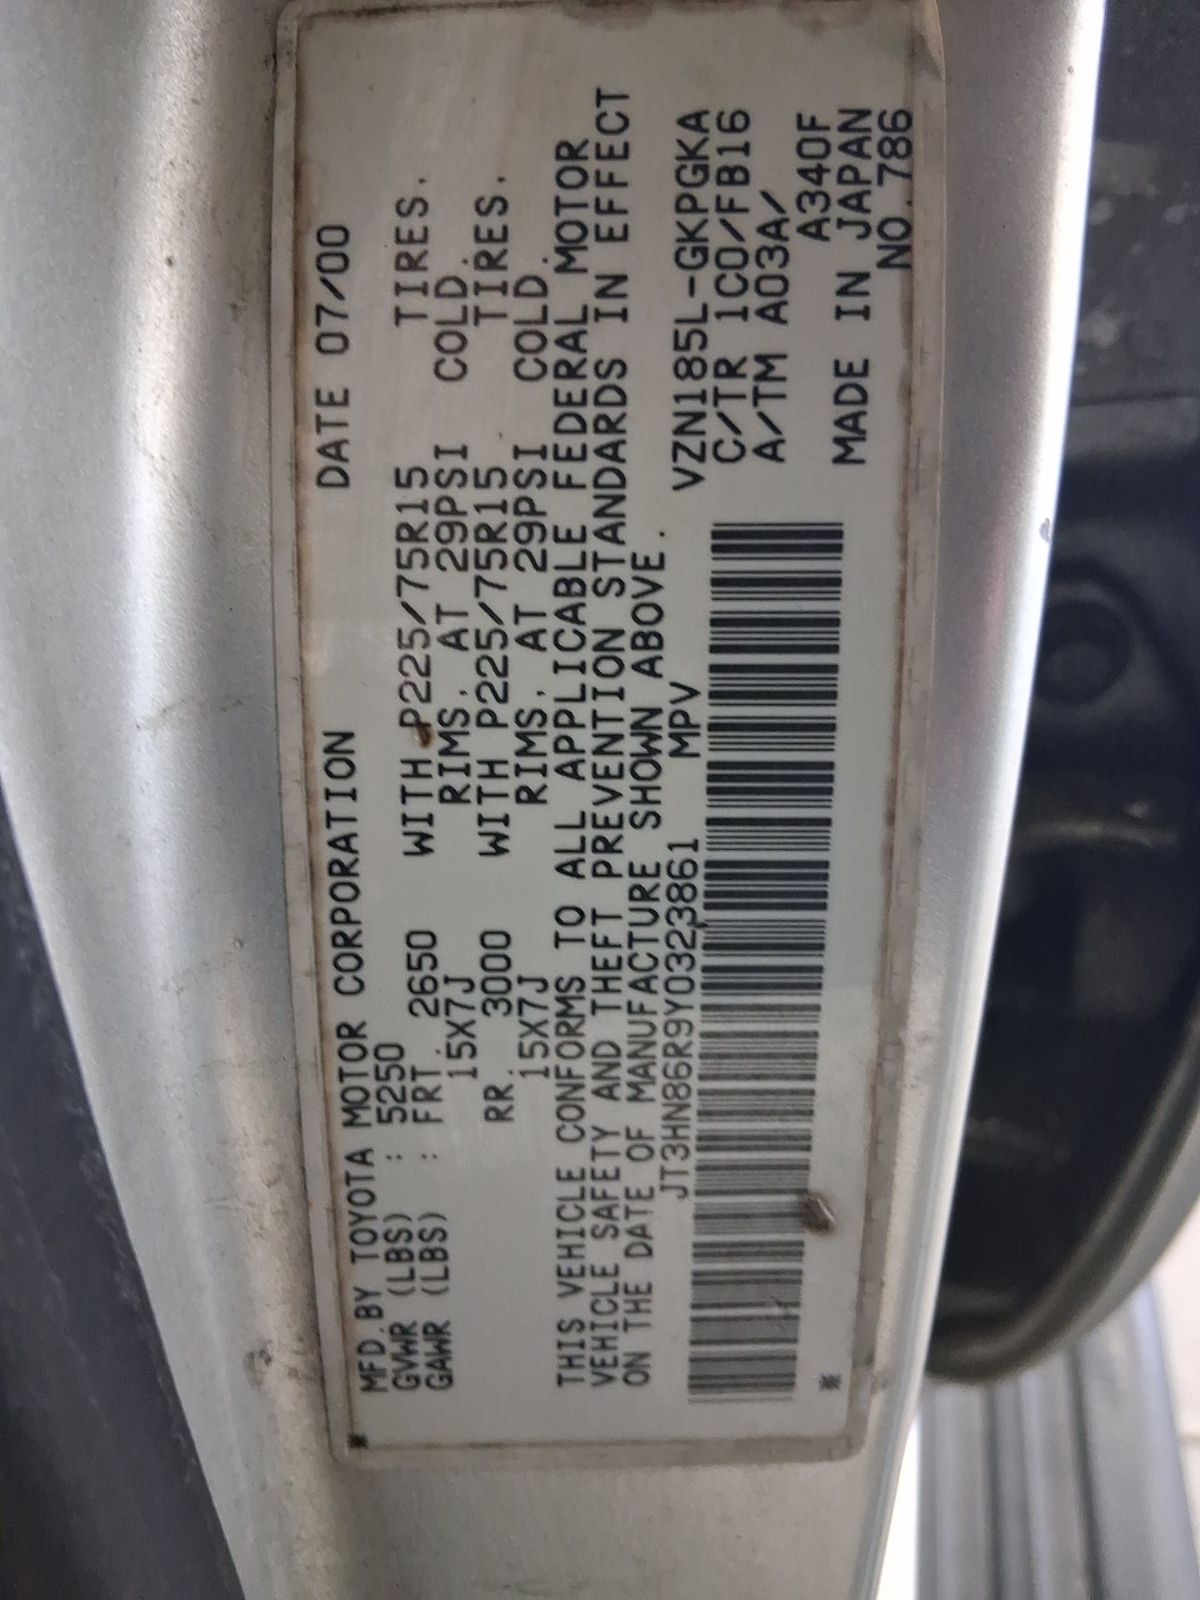 MFD.BY TOYOTA MOTOR CORPORATION DATE 07/00
GVWR (LBS) : 5250
GAWR (LBS) : FRT. 2650 WITH P225/75R15 TIRES.
15X7J RIMS. AT 29PSI COLD.
RR. 3000 WITH P225/75R15 TIRES.
15X7J RIMS. AT 29PSI COLD.
THIS VEHICLE CONFORMS TO ALL APPLICABLE FEDERAL MOTOR
VEHICLE SAFETY AND THEFT PREVENTION STANDARDS IN EFFECT
ON THE DATE OF MANUFACTURE SHOWN ABOVE.
JT3HN86R9Y0323861 MPV
VZN185L-GKPGKA
C/TR 1C0/FB16
A/TM A03A/
A340F
MADE IN JAPAN
NO.786